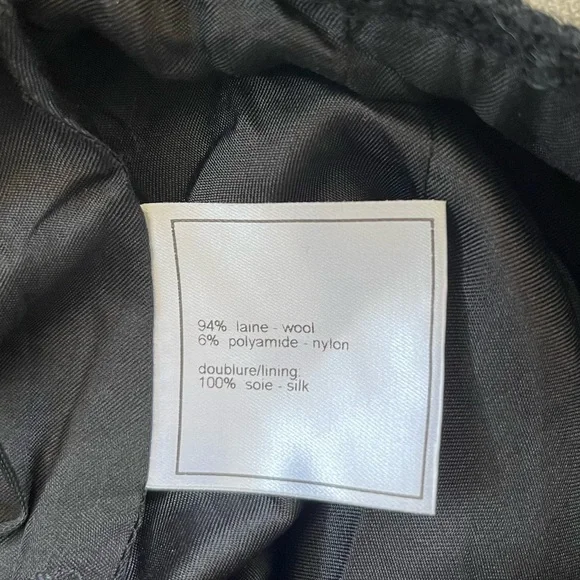 94% laine - wool
6% polyamide - nylon
doublure/lining.
100% soie - silk